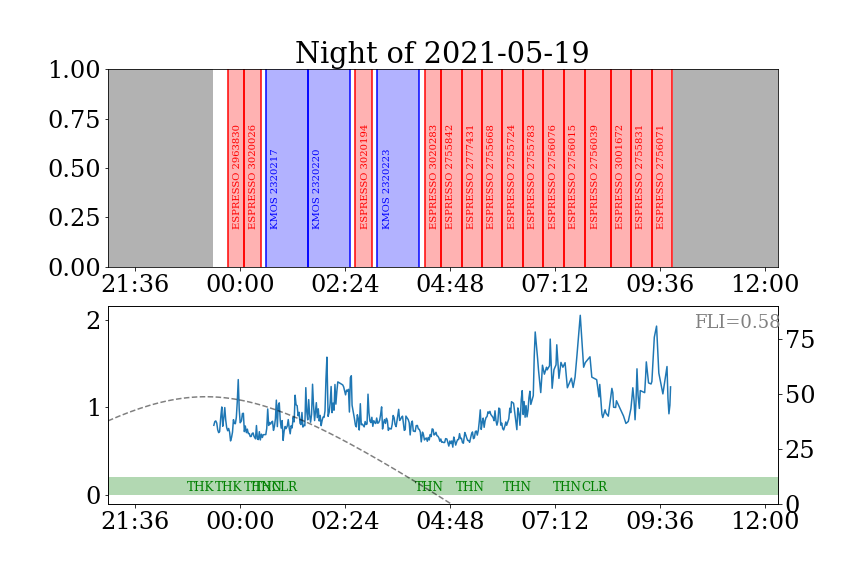 Night of 2021-05-19
1.00
0.75
0.50
0.25
0.00
ESPRESSO 2963830
ESPRESSO 3020026
KMOS 2320217
KMOS 2320220
ESPRESSO 3020194
KMOS 2320223
ESPRESSO 3020283
ESPRESSO 2755842
ESPRESSO 2777431
ESPRESSO 2755668
ESPRESSO 2755724
ESPRESSO 2755783
ESPRESSO 2756076
ESPRESSO 2756015
ESPRESSO 2756039
ESPRESSO 3001672
ESPRESSO 2755831
ESPRESSO 2756071
21:36 00:00 02:24 04:48 07:12 09:36 12:00
FLI=0.58
2
1
0
75
50
25
0
THK THK THN THN CLR THN THN THN THN CLR
21:36 00:00 02:24 04:48 07:12 09:36 12:00